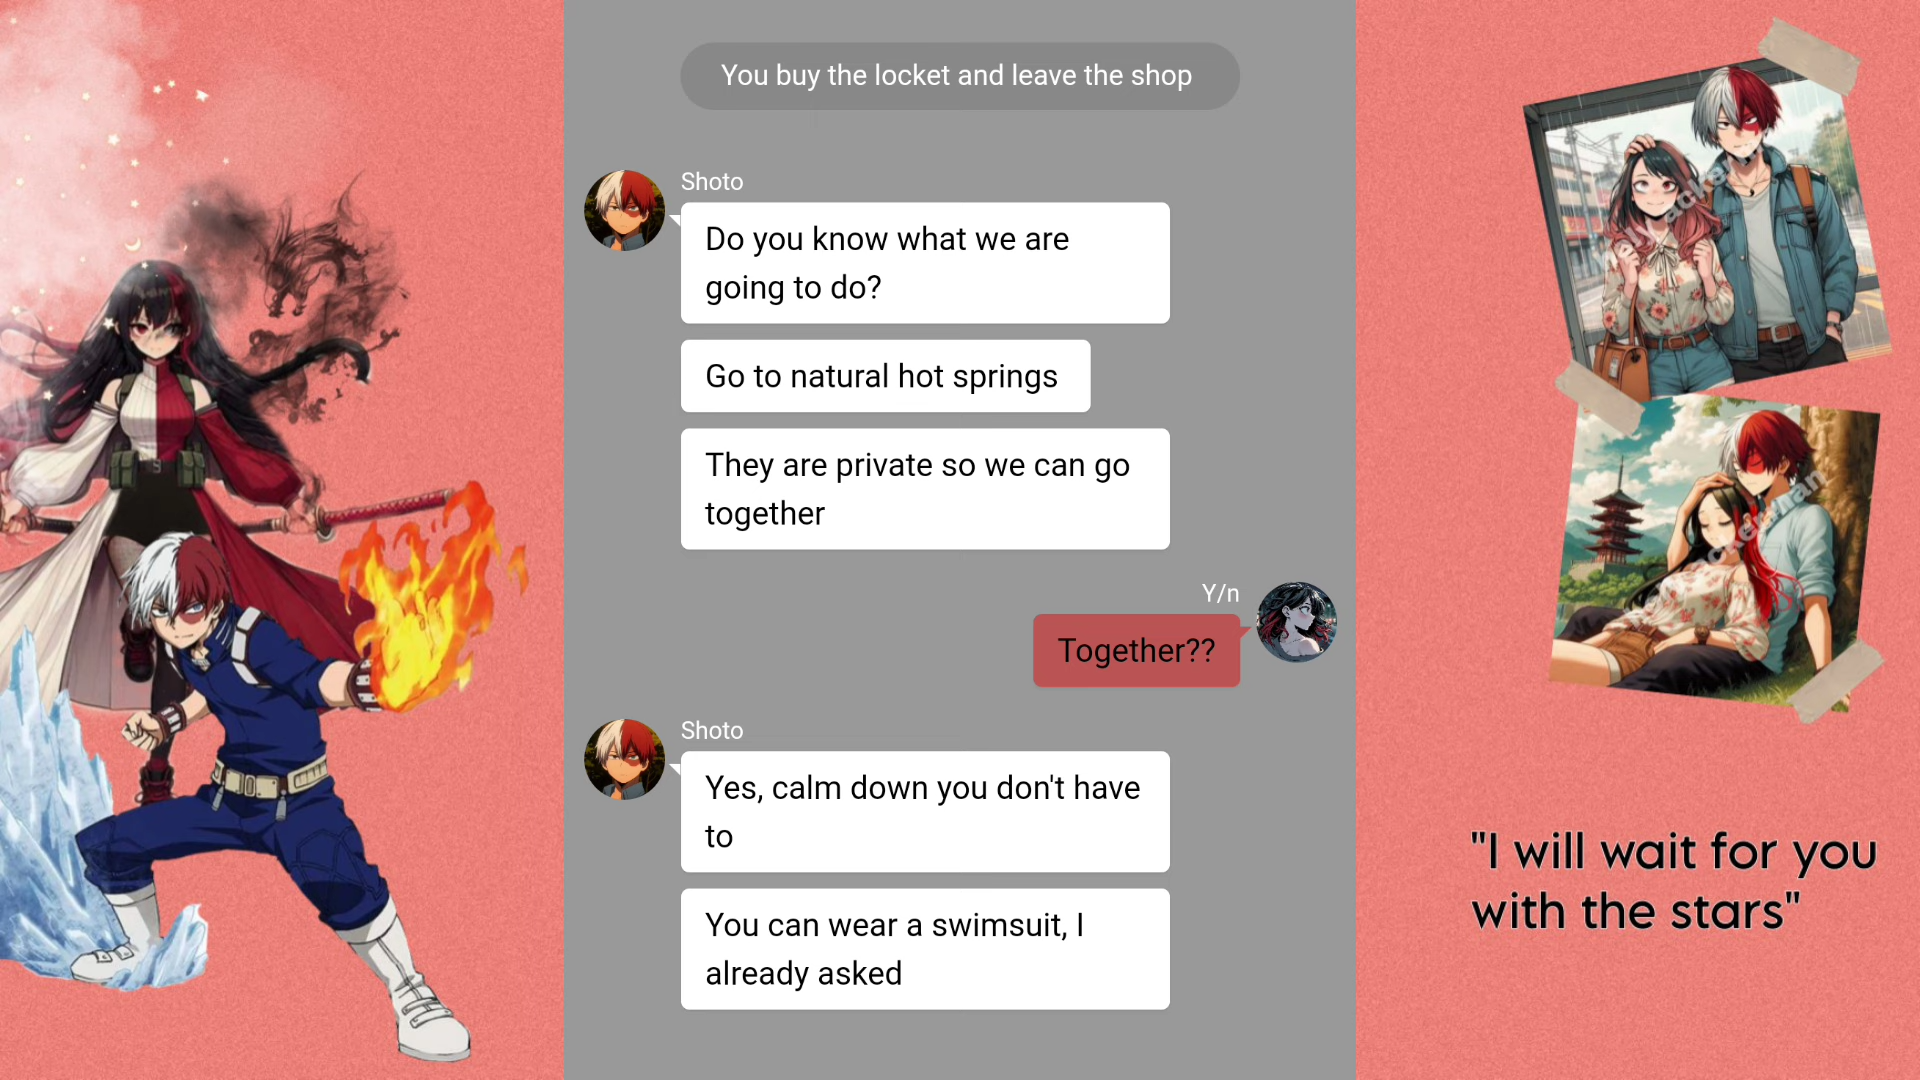 You buy the locket and leave the shop
Shoto
Do you know what we are
going to do?
Go to natural hot springs
They are private so we can go
together
Y/n
Together??
Shoto
Yes, calm down you don't have
to
You can wear a swimsuit, I
already asked
"I will wait for you
with the stars"